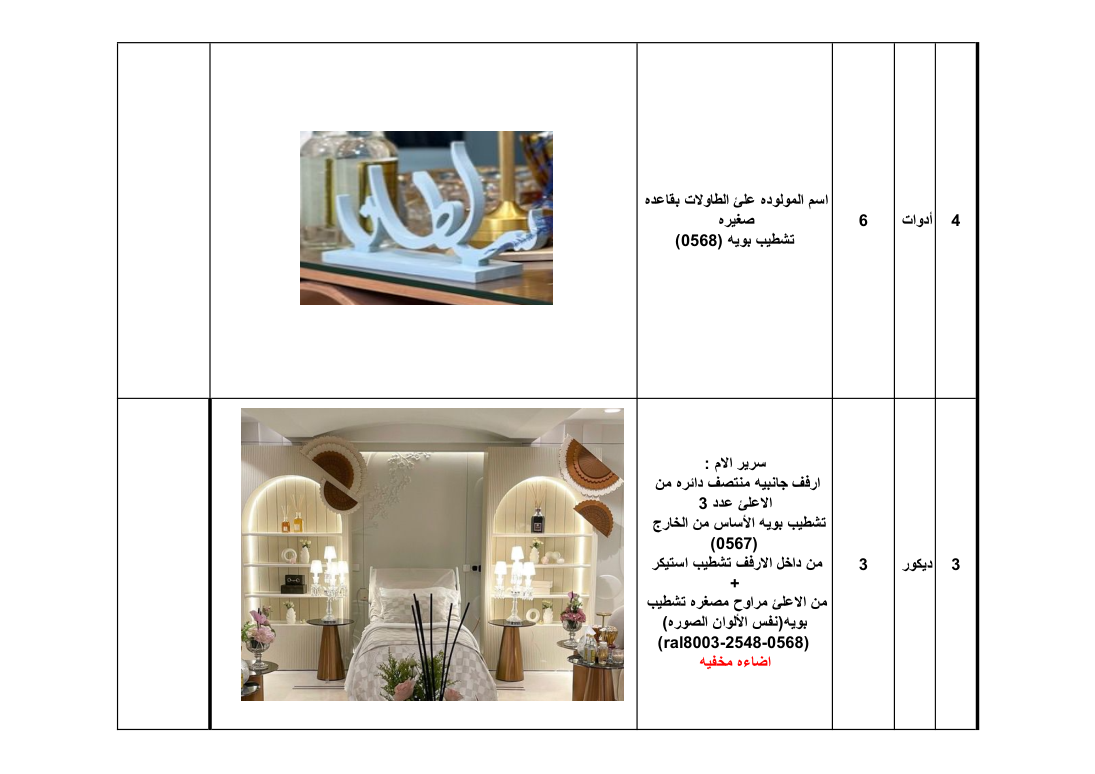 4
أدوات
6
اسم المولوده علئ الطاولات بقاعده
صغيره
تشطيب بويه (0568)
سلطان
3
ديكور
3
سرير الام :
ارفف جانبيه منتصف دائره من
الاعلئ عدد 3
تشطيب بويه الأساس من الخارج
(0567)
من داخل الارفف تشطيب استيكر
+
من الاعلئ مراوح مصغره تشطيب
بويه(نفس الألوان الصوره)
(ral8003-2548-0568)
اضاءه مخفيه